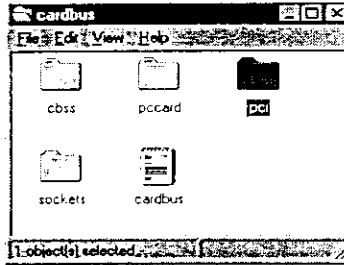 cardbus
File Edit View Help
cbss pccard pci
sockets cardbus
1 object(s) selected